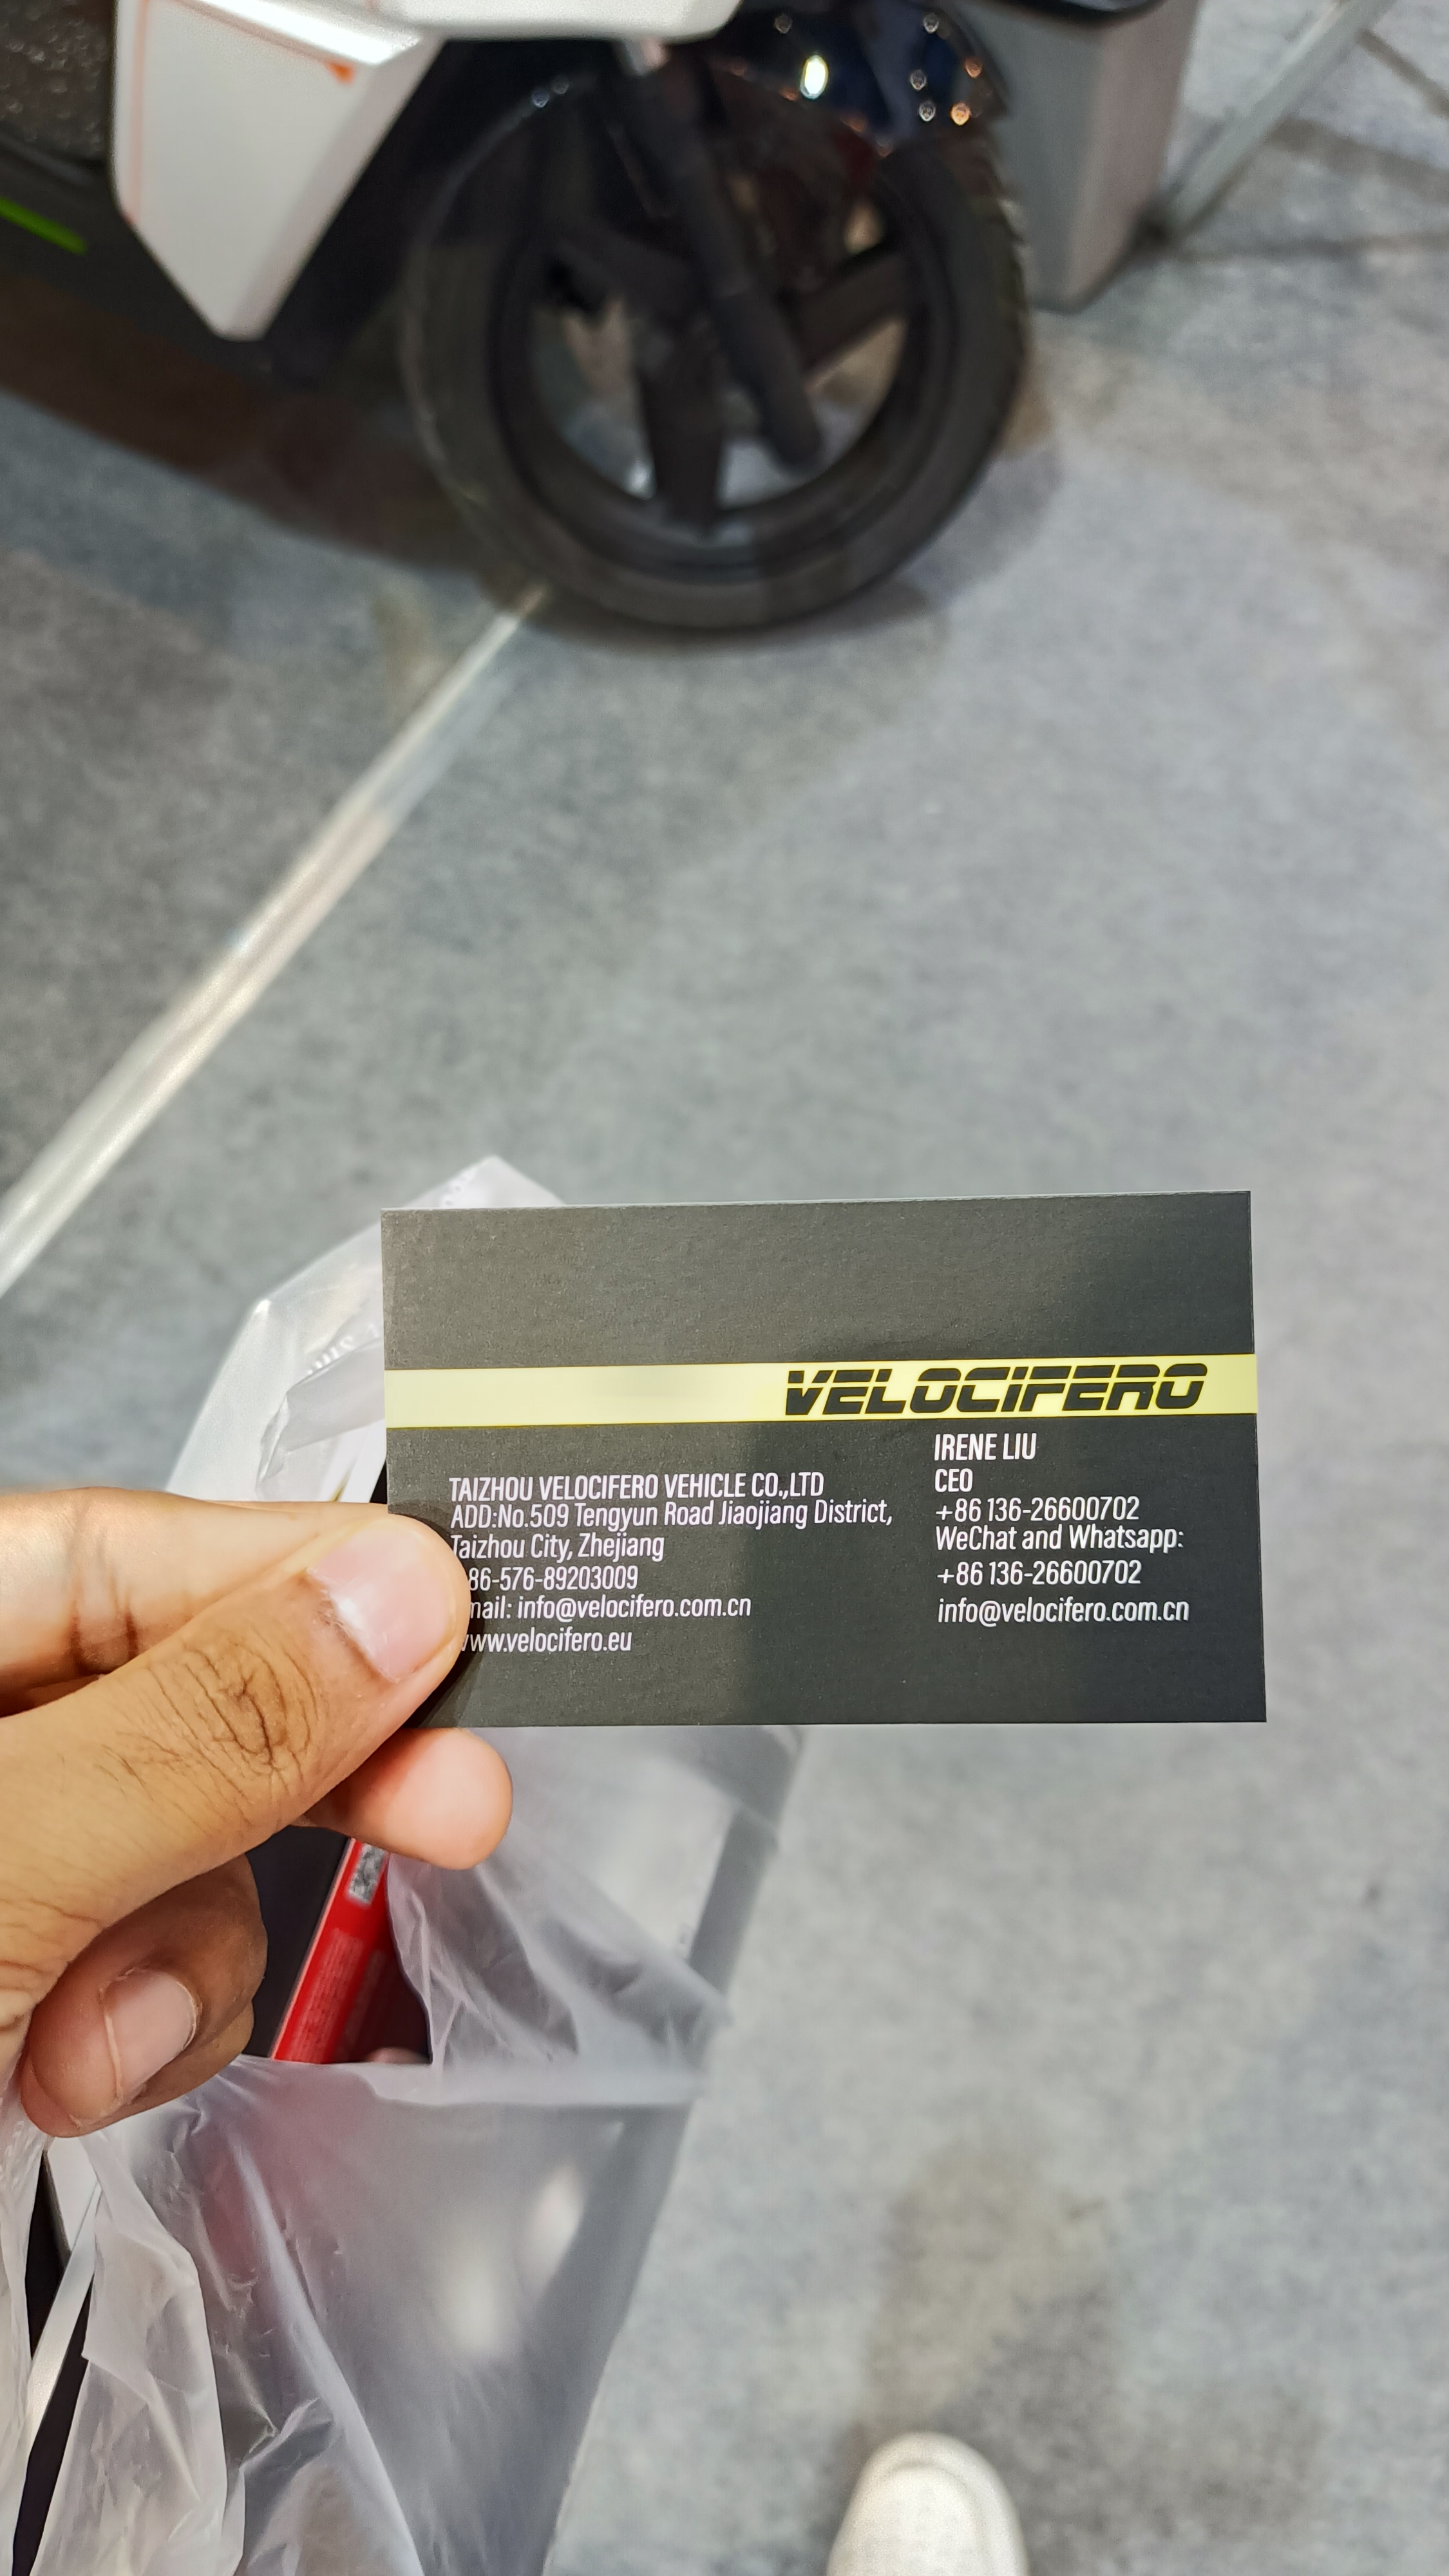 VELOCIFERO
IRENE LIU
CEO
+86 136-26600702
WeChat and Whatsapp:
+86 136-26600702
info@velocifero.com.cn
TAIZHOU VELOCIFERO VEHICLE CO.,LTD
ADD:No.509 Tengyun Road Jiaojiang District,
Taizhou City, Zhejiang
86-576-89203009
mail: info@velocifero.com.cn
www.velocifero.eu